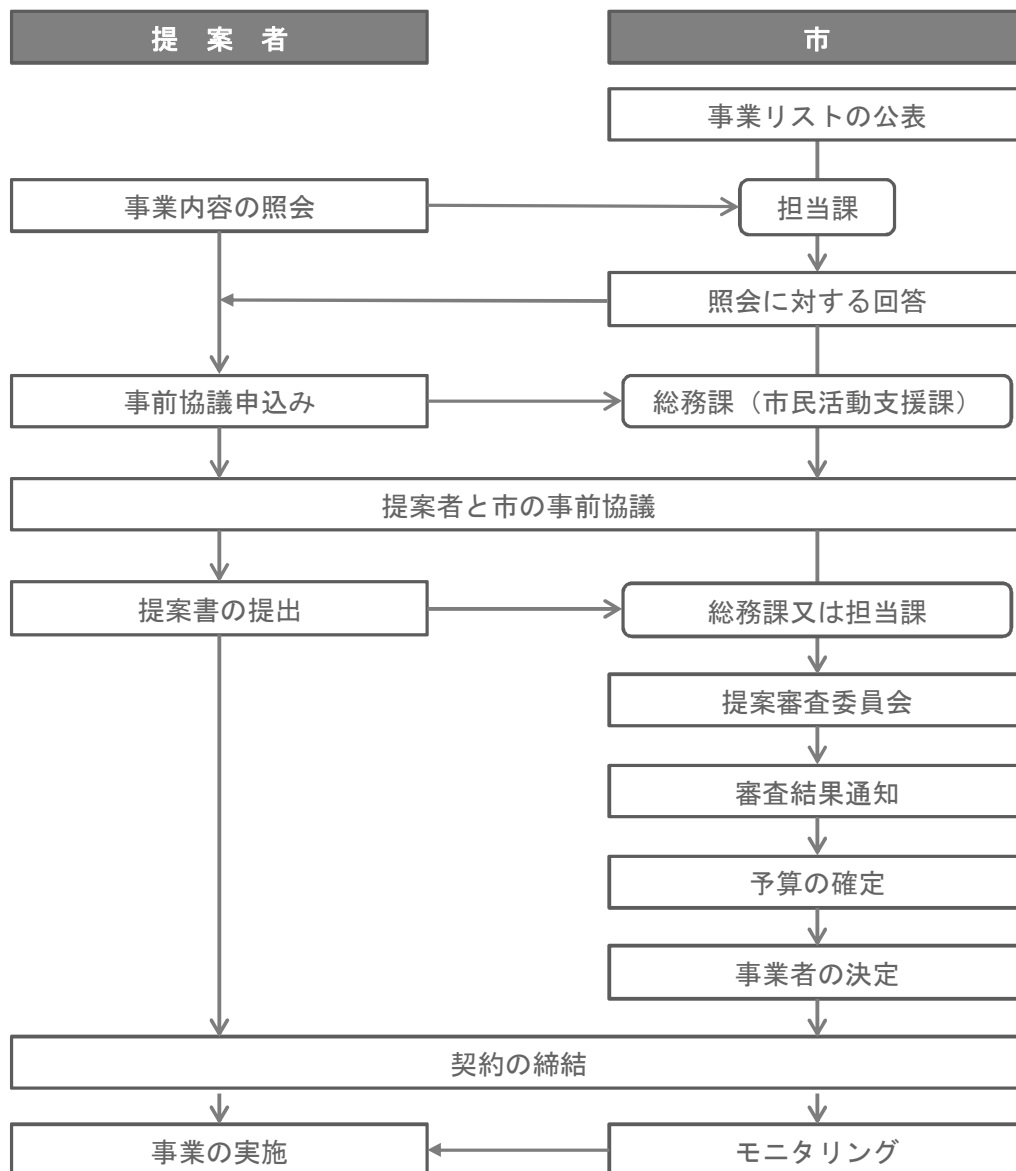 提案者
市
事業リストの公表
事業内容の照会
担当課
照会に対する回答
事前協議申込み
総務課（市民活動支援課）
提案者と市の事前協議
提案書の提出
総務課又は担当課
提案審査委員会
審査結果通知
予算の確定
事業者の決定
契約の締結
事業の実施
モニタリング